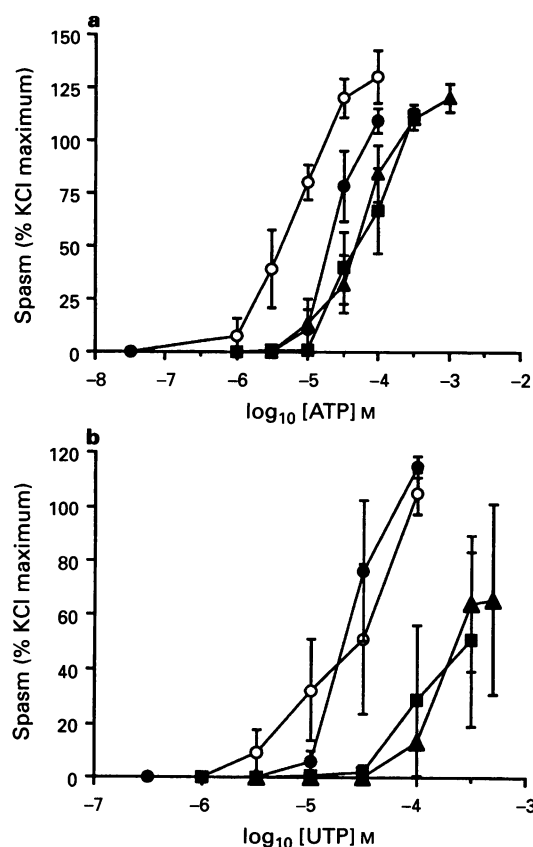 a
150
125
100
75
50
25
0
Spasm (% KCl maximum)
−8 −7 −6 −5 −4 −3 −2
log₁₀ [ATP] M
b
120
100
80
60
40
20
0
Spasm (% KCl maximum)
−7 −6 −5 −4 −3
log₁₀ [UTP] M